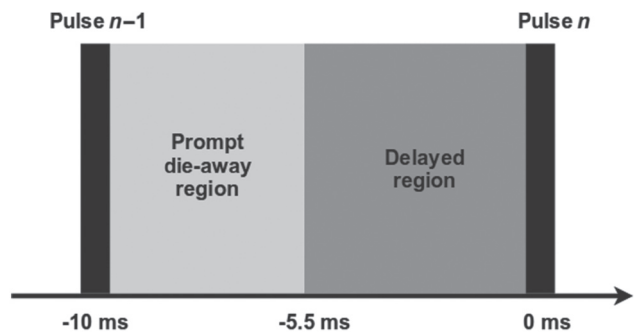 Pulse n–1
Pulse n
Prompt
die-away
region
Delayed
region
-10 ms
-5.5 ms
0 ms